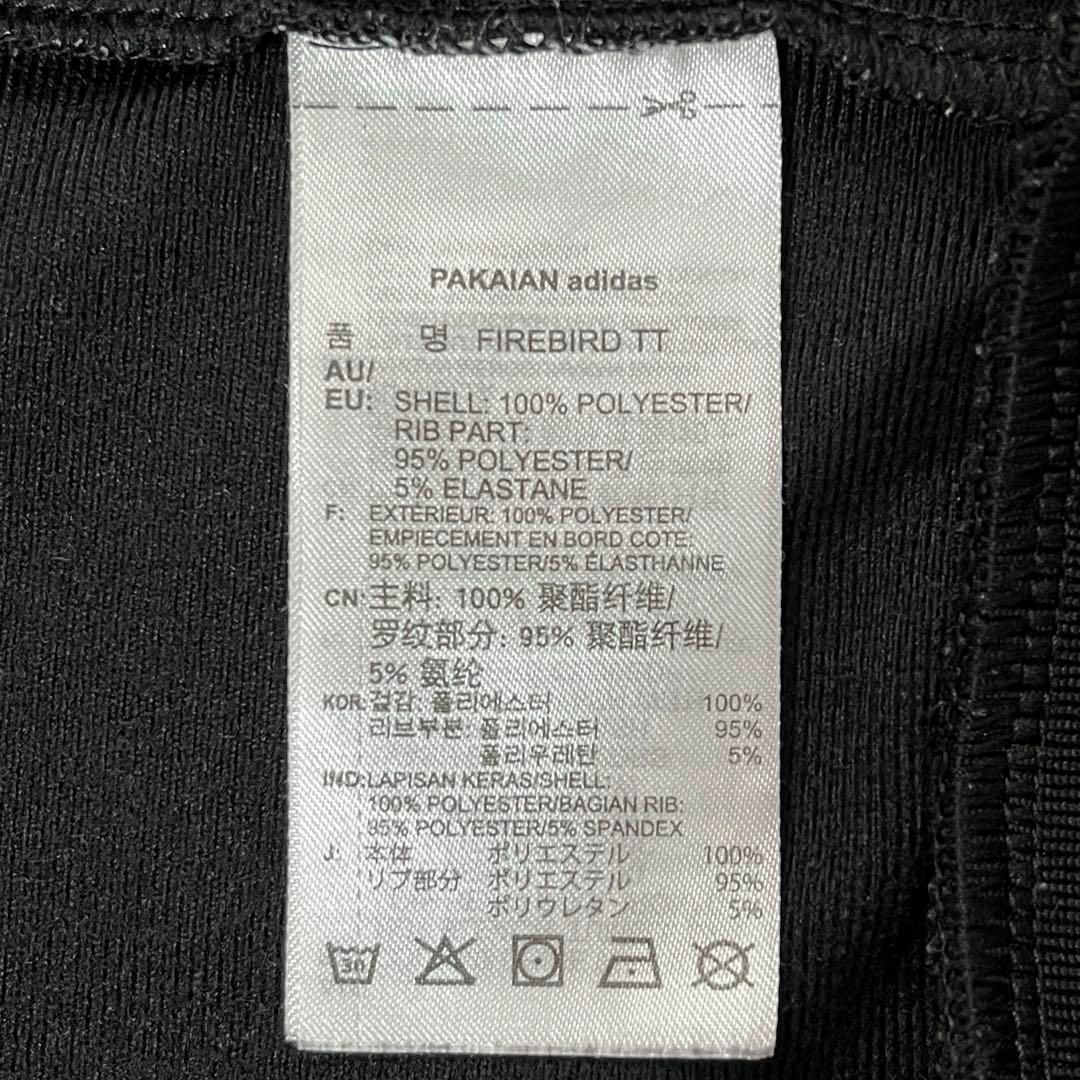 PAKAIAN adidas
품 명 FIREBIRD TT
AU/
EU: SHELL: 100% POLYESTER/
RIB PART:
95% POLYESTER/
5% ELASTANE
F: EXTÉRIEUR: 100% POLYESTER/
EMPIECEMENT EN BORD COTE:
95% POLYESTER/5% ÉLASTHANNE
CN: 主料: 100% 聚酯纤维/
罗纹部分: 95% 聚酯纤维/
5% 氨纶
KOR: 겉감 폴리에스터 100%
리브부분: 폴리에스터 95%
폴리우레탄 5%
IND: LAPISAN KERAS/SHELL:
100% POLYESTER/BAGIAN RIB:
95% POLYESTER/5% SPANDEX
J: 本体 ポリエステル 100%
リブ部分 ポリエステル 95%
ポリウレタン 5%
30